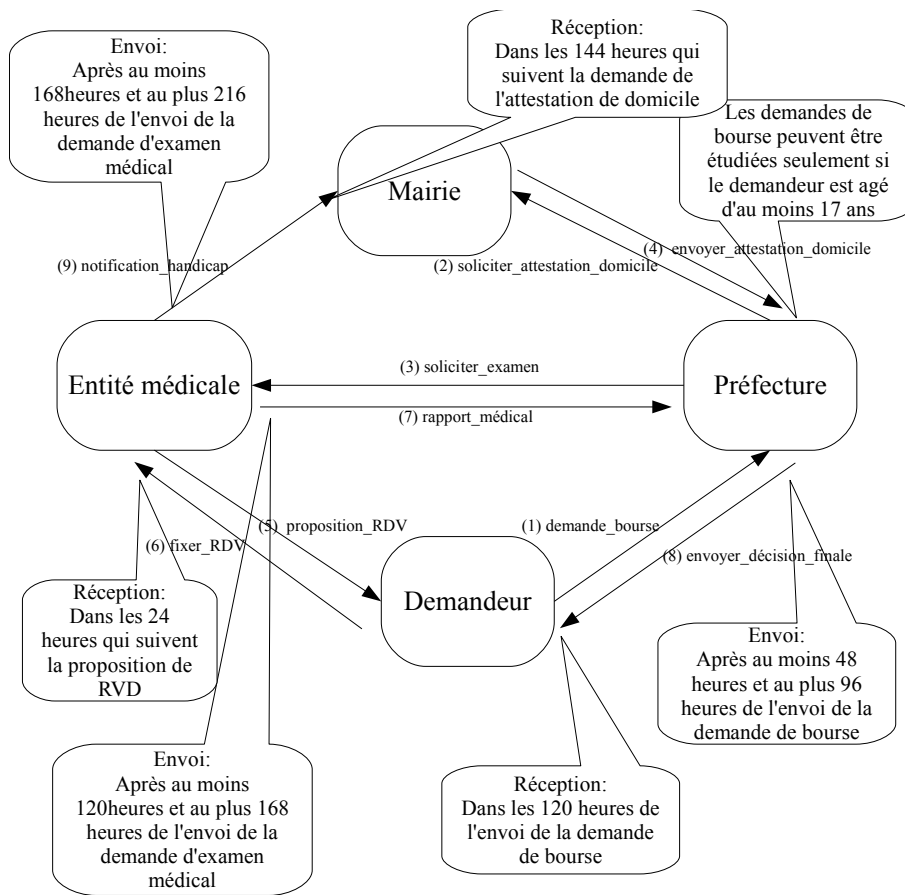 Envoi:
Après au moins
168heures et au plus 216
heures de l'envoi de la
demande d'examen
médical
Réception:
Dans les 144 heures qui
suivent la demande de
l'attestation de domicile
Les demandes de
bourse peuvent être
étudiées seulement si
le demandeur est agé
d'au moins 17 ans
Mairie
(9) notification_handicap
(2) soliciter_attestation_domicile
(4) envoyer_attestation_domicile
Entité médicale
(3) soliciter_examen
(7) rapport_médical
Préfecture
(5) proposition_RDV
(6) fixer_RDV
(1) demande_bourse
(8) envoyer_décision_finale
Demandeur
Réception:
Dans les 24
heures qui suivent
la proposition de
RVD
Envoi:
Après au moins 48
heures et au plus 96
heures de l'envoi de la
demande de bourse
Envoi:
Après au moins
120heures et au plus 168
heures de l'envoi de la
demande d'examen
médical
Réception:
Dans les 120 heures de
l'envoi de la demande
de bourse